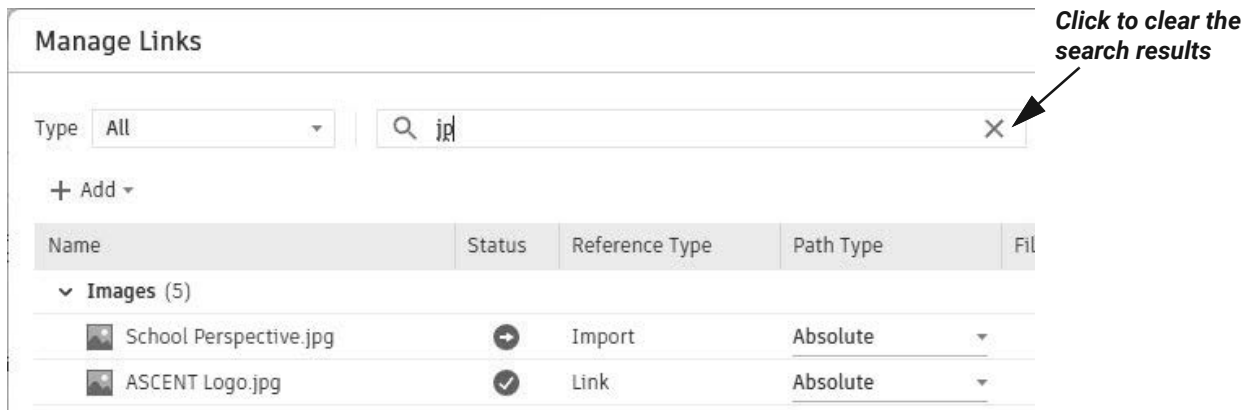 Manage Links
Click to clear the
search results
Type All jp
+ Add
Name Status Reference Type Path Type Fil
Images (5)
School Perspective.jpg Import Absolute
ASCENT Logo.jpg Link Absolute